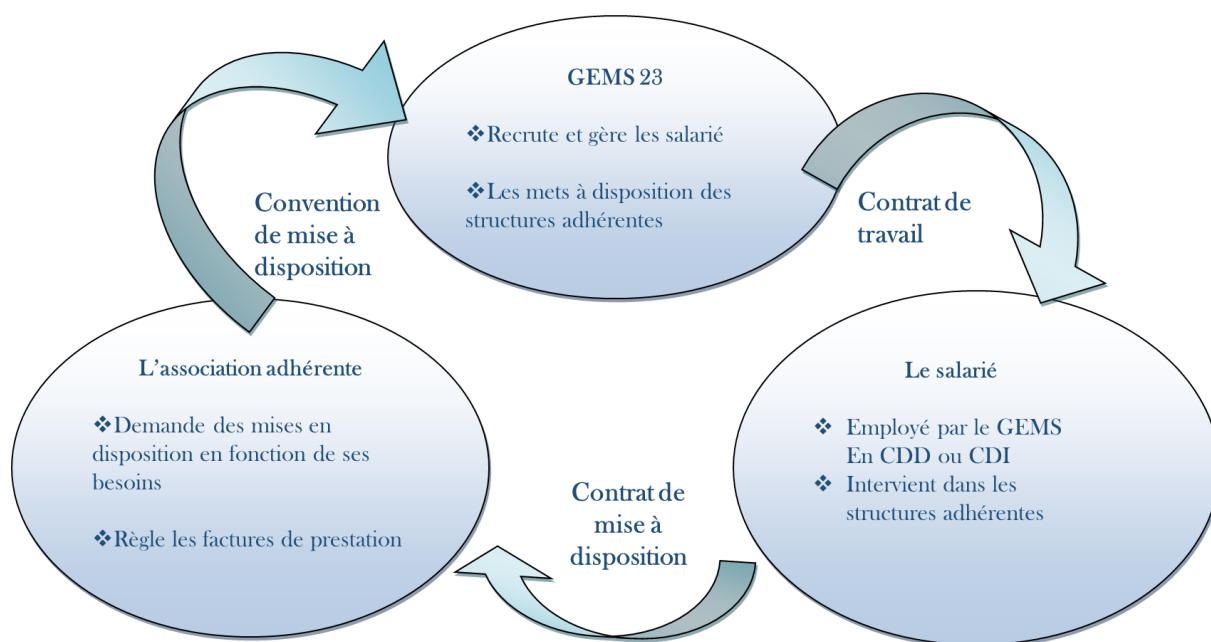 GEMS 23
❖Recrute et gère les salarié
❖Les mets à disposition des
structures adhérentes
Convention
de mise à
disposition
Contrat de
travail
L’association adhérente
❖Demande des mises en
disposition en fonction de ses
besoins
❖Règle les factures de prestation
Le salarié
❖ Employé par le GEMS
En CDD ou CDI
❖ Intervient dans les
structures adhérentes
Contrat de
mise à
disposition